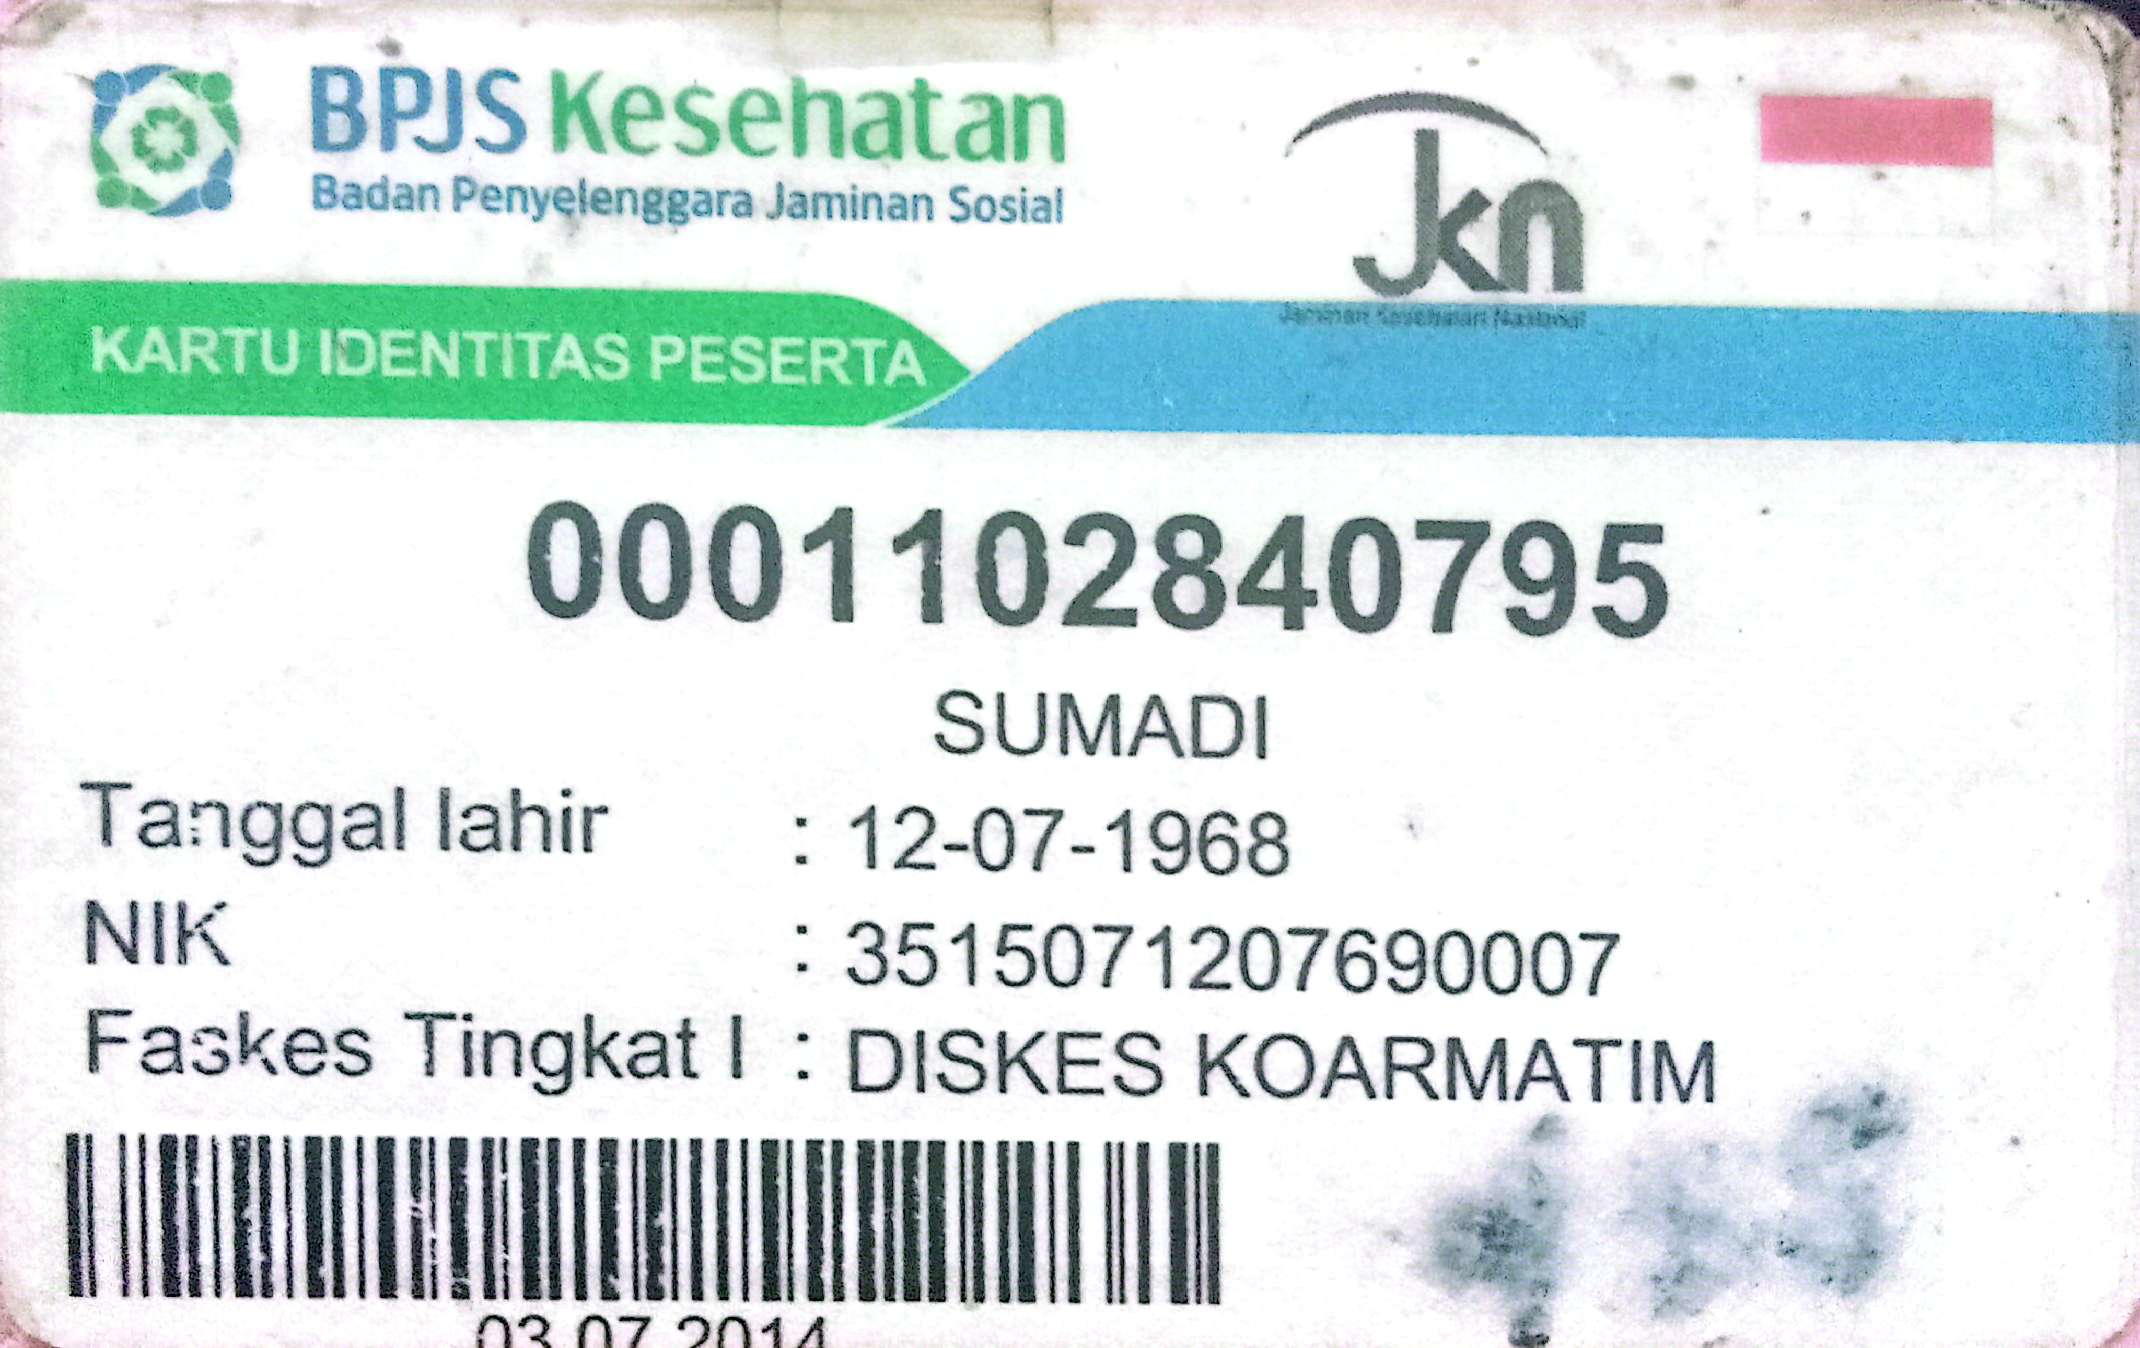 BPJS Kesehatan
Badan Penyelenggara Jaminan Sosial
Jkn
Jaminan Kesehatan Nasional
KARTU IDENTITAS PESERTA
0001102840795
SUMADI
Tanggal lahir : 12-07-1968
NIK : 3515071207690007
Faskes Tingkat I : DISKES KOARMATIM
03.07.2014